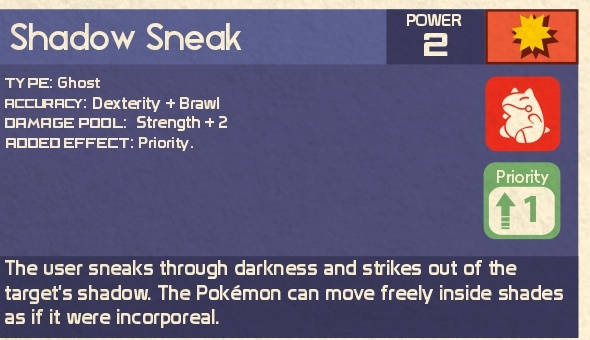 Shadow Sneak
POWER
2
TYPE: Ghost
ACCURACY: Dexterity + Brawl
DAMAGE POOL: Strength + 2
ADDED EFFECT: Priority.
Priority
1
The user sneaks through darkness and strikes out of the
target's shadow. The Pokémon can move freely inside shades
as if it were incorporeal.